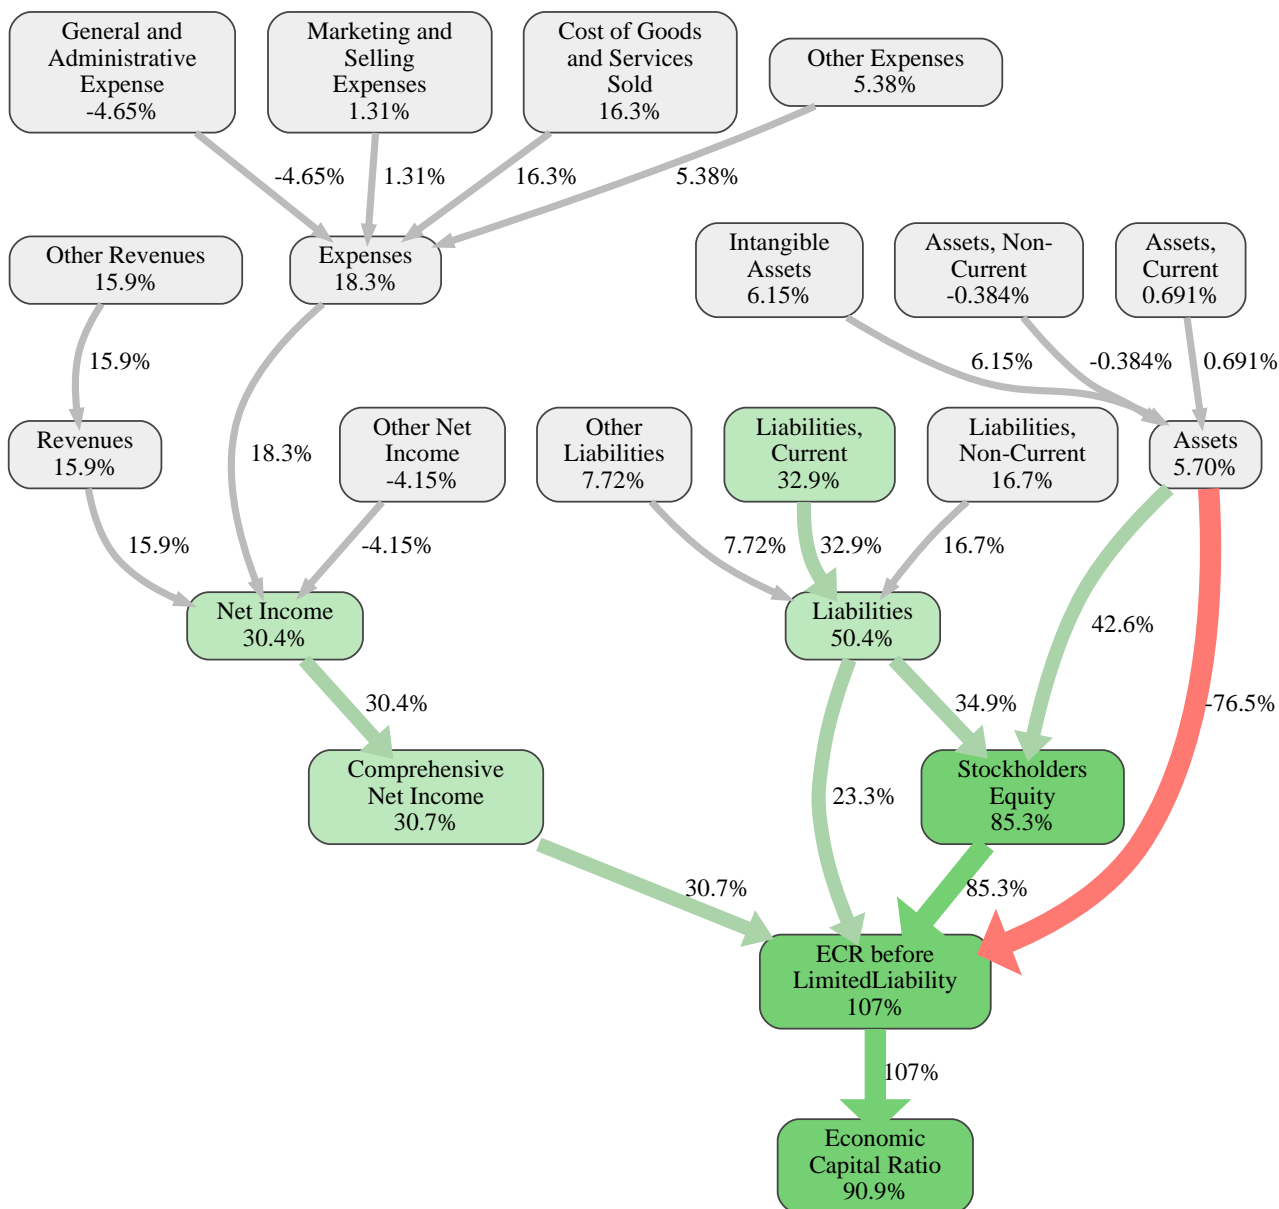 General and
Administrative
Expense
-4.65%
Marketing and
Selling
Expenses
1.31%
Cost of Goods
and Services
Sold
16.3%
Other Expenses
5.38%
-4.65%
1.31%
16.3%
5.38%
Other Revenues
15.9%
Expenses
18.3%
Intangible
Assets
6.15%
Assets, Non-
Current
-0.384%
Assets,
Current
0.691%
15.9%
6.15%
-0.384%
0.691%
Revenues
15.9%
18.3%
Other Net
Income
-4.15%
Other
Liabilities
7.72%
Liabilities,
Current
32.9%
Liabilities,
Non-Current
16.7%
Assets
5.70%
15.9%
-4.15%
7.72%
32.9%
16.7%
Net Income
30.4%
Liabilities
50.4%
42.6%
30.4%
34.9%
-76.5%
Comprehensive
Net Income
30.7%
23.3%
Stockholders
Equity
85.3%
30.7%
85.3%
ECR before
LimitedLiability
107%
107%
Economic
Capital Ratio
90.9%